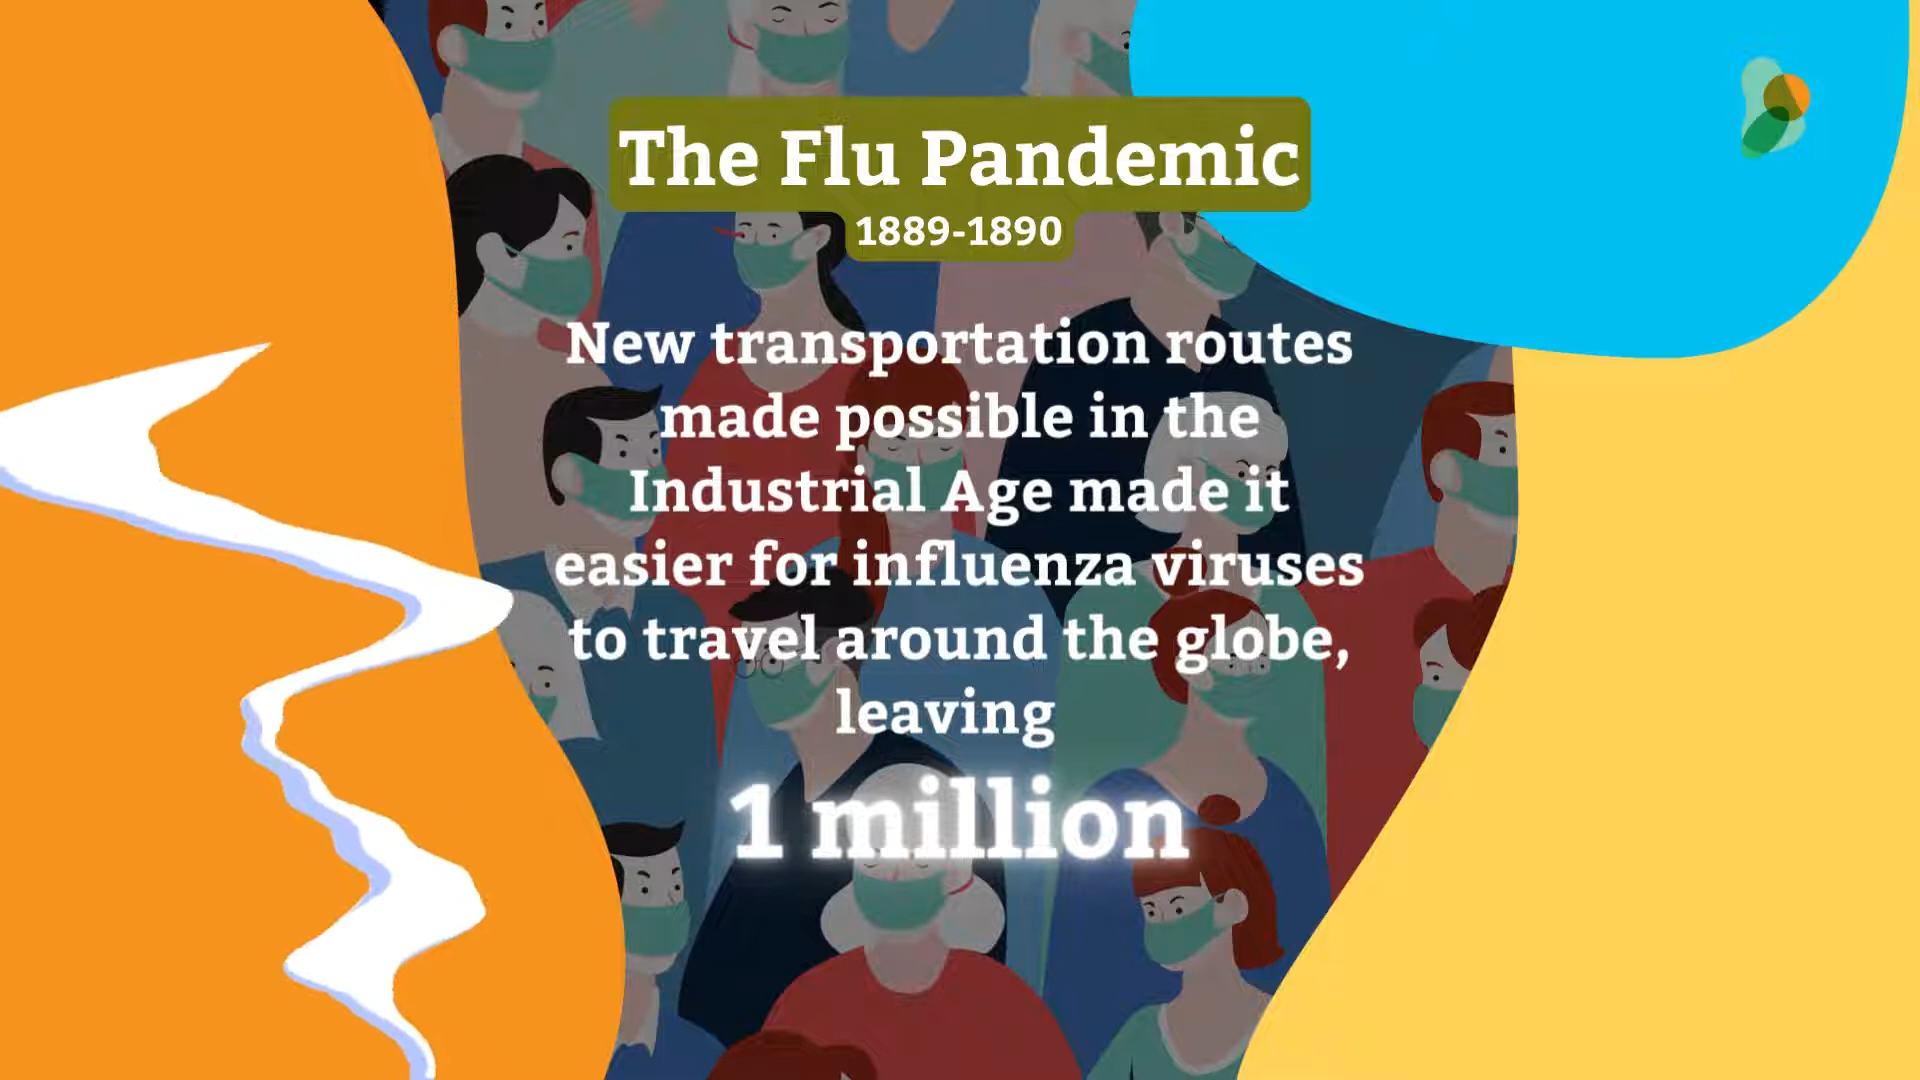 The Flu Pandemic
1889-1890
New transportation routes
made possible in the
Industrial Age made it
easier for influenza viruses
to travel around the globe,
leaving
1 million